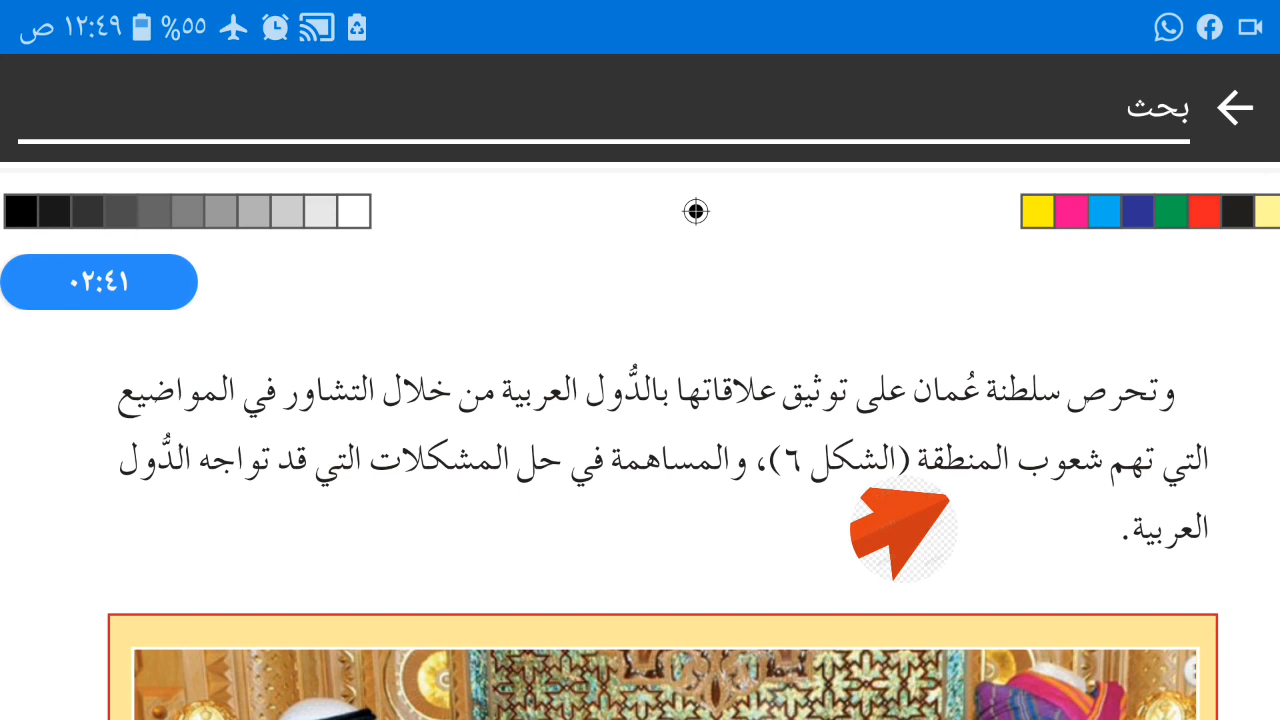 ١٢:٤٩ ص ٥٥%
بحث
٠٢:٤١
وتحرص سلطنة عُمان على توثيق علاقاتها بالدُّول العربية من خلال التشاور في المواضيع
التي تهم شعوب المنطقة (الشكل ٦)، والمساهمة في حل المشكلات التي قد تواجه الدُّول
العربية.